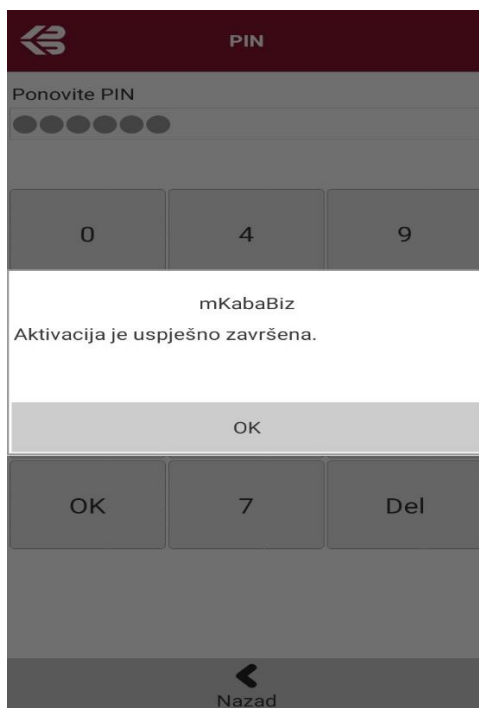 PIN
Ponovite PIN
0 4 9
mKabaBiz
Aktivacija je uspješno završena.
OK
OK 7 Del
Nazad